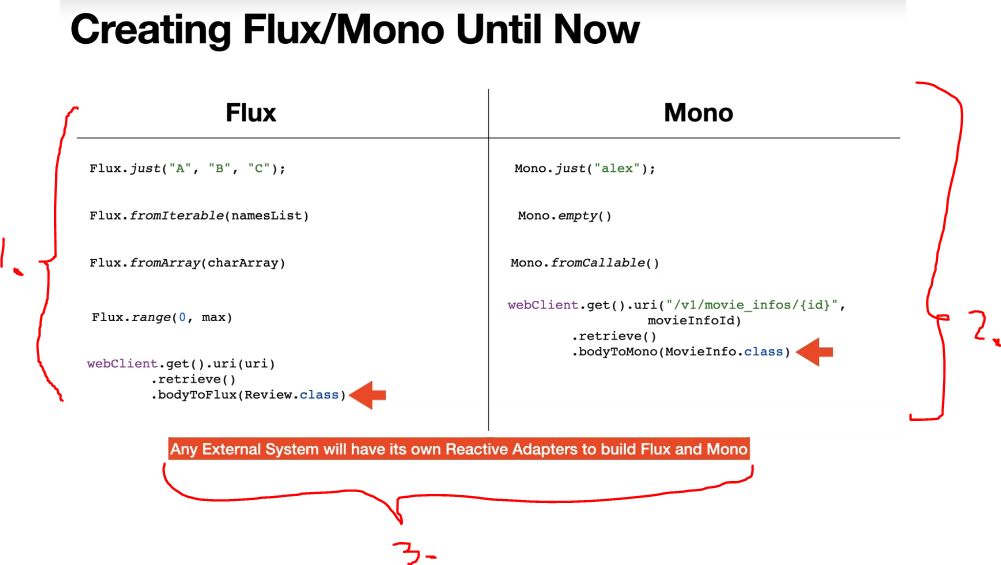 Creating Flux/Mono Until Now
Flux
Flux.just("A", "B", "C");
Flux.fromIterable(namesList)
Flux.fromArray(charArray)
Flux.range(0, max)
webClient.get().uri(uri)
.retrieve()
.bodyToFlux(Review.class)
1.
Mono
Mono.just("alex");
Mono.empty()
Mono.fromCallable()
webClient.get().uri("/v1/movie_infos/{id}",
movieInfoId)
.retrieve()
.bodyToMono(MovieInfo.class)
2.
Any External System will have its own Reactive Adapters to build Flux and Mono
3.